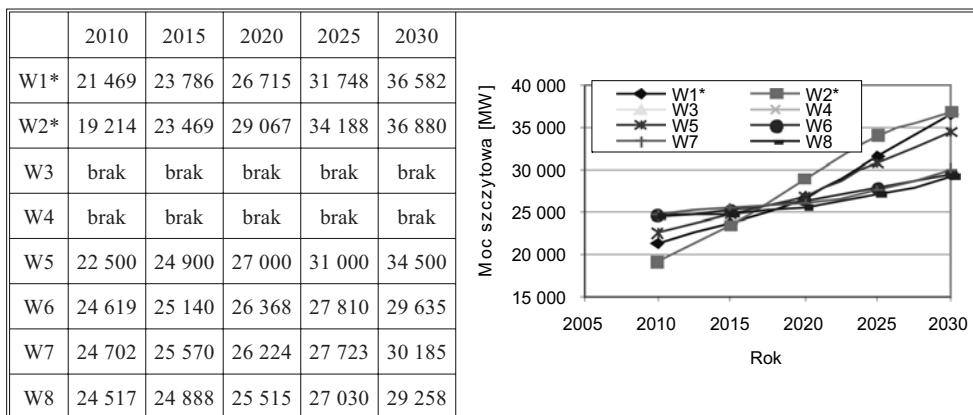 2010 2015 2020 2025 2030
W1* 21 469 23 786 26 715 31 748 36 582
W2* 19 214 23 469 29 067 34 188 36 880
W3 brak brak brak brak brak
W4 brak brak brak brak brak
W5 22 500 24 900 27 000 31 000 34 500
W6 24 619 25 140 26 368 27 810 29 635
W7 24 702 25 570 26 224 27 723 30 185
W8 24 517 24 888 25 515 27 030 29 258
Moc szczytowa [MW]
40 000
35 000
30 000
25 000
20 000
15 000
W1* W2*
W3 W4
W5 W6
W7 W8
2005 2010 2015 2020 2025 2030
Rok